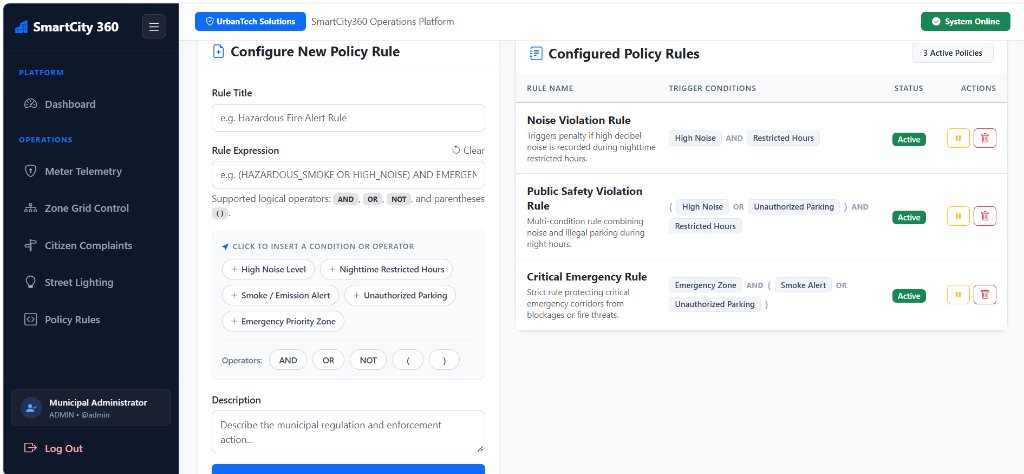 SmartCity 360
PLATFORM
Dashboard
OPERATIONS
Meter Telemetry
Zone Grid Control
Citizen Complaints
Street Lighting
Policy Rules
Municipal Administrator
ADMIN • @admin
Log Out
UrbanTech Solutions SmartCity360 Operations Platform
System Online
Configure New Policy Rule
Rule Title
e.g. Hazardous Fire Alert Rule
Rule Expression Clear
e.g. (HAZARDOUS_SMOKE OR HIGH_NOISE) AND EMERGEN
Supported logical operators: AND, OR, NOT, and parentheses
( ).
CLICK TO INSERT A CONDITION OR OPERATOR
+ High Noise Level + Nighttime Restricted Hours
+ Smoke / Emission Alert + Unauthorized Parking
+ Emergency Priority Zone
Operators: AND OR NOT ( )
Description
Describe the municipal regulation and enforcement
action...
Configured Policy Rules 3 Active Policies
RULE NAME TRIGGER CONDITIONS STATUS ACTIONS
Noise Violation Rule
Triggers penalty if high decibel
noise is recorded during nighttime
restricted hours.
High Noise AND Restricted Hours
Active
Public Safety Violation
Rule
Multi-condition rule combining
noise and illegal parking during
night hours.
( High Noise OR Unauthorized Parking ) AND
Restricted Hours
Active
Critical Emergency Rule
Strict rule protecting critical
emergency corridors from
blockages or fire threats.
Emergency Zone AND ( Smoke Alert OR
Unauthorized Parking )
Active